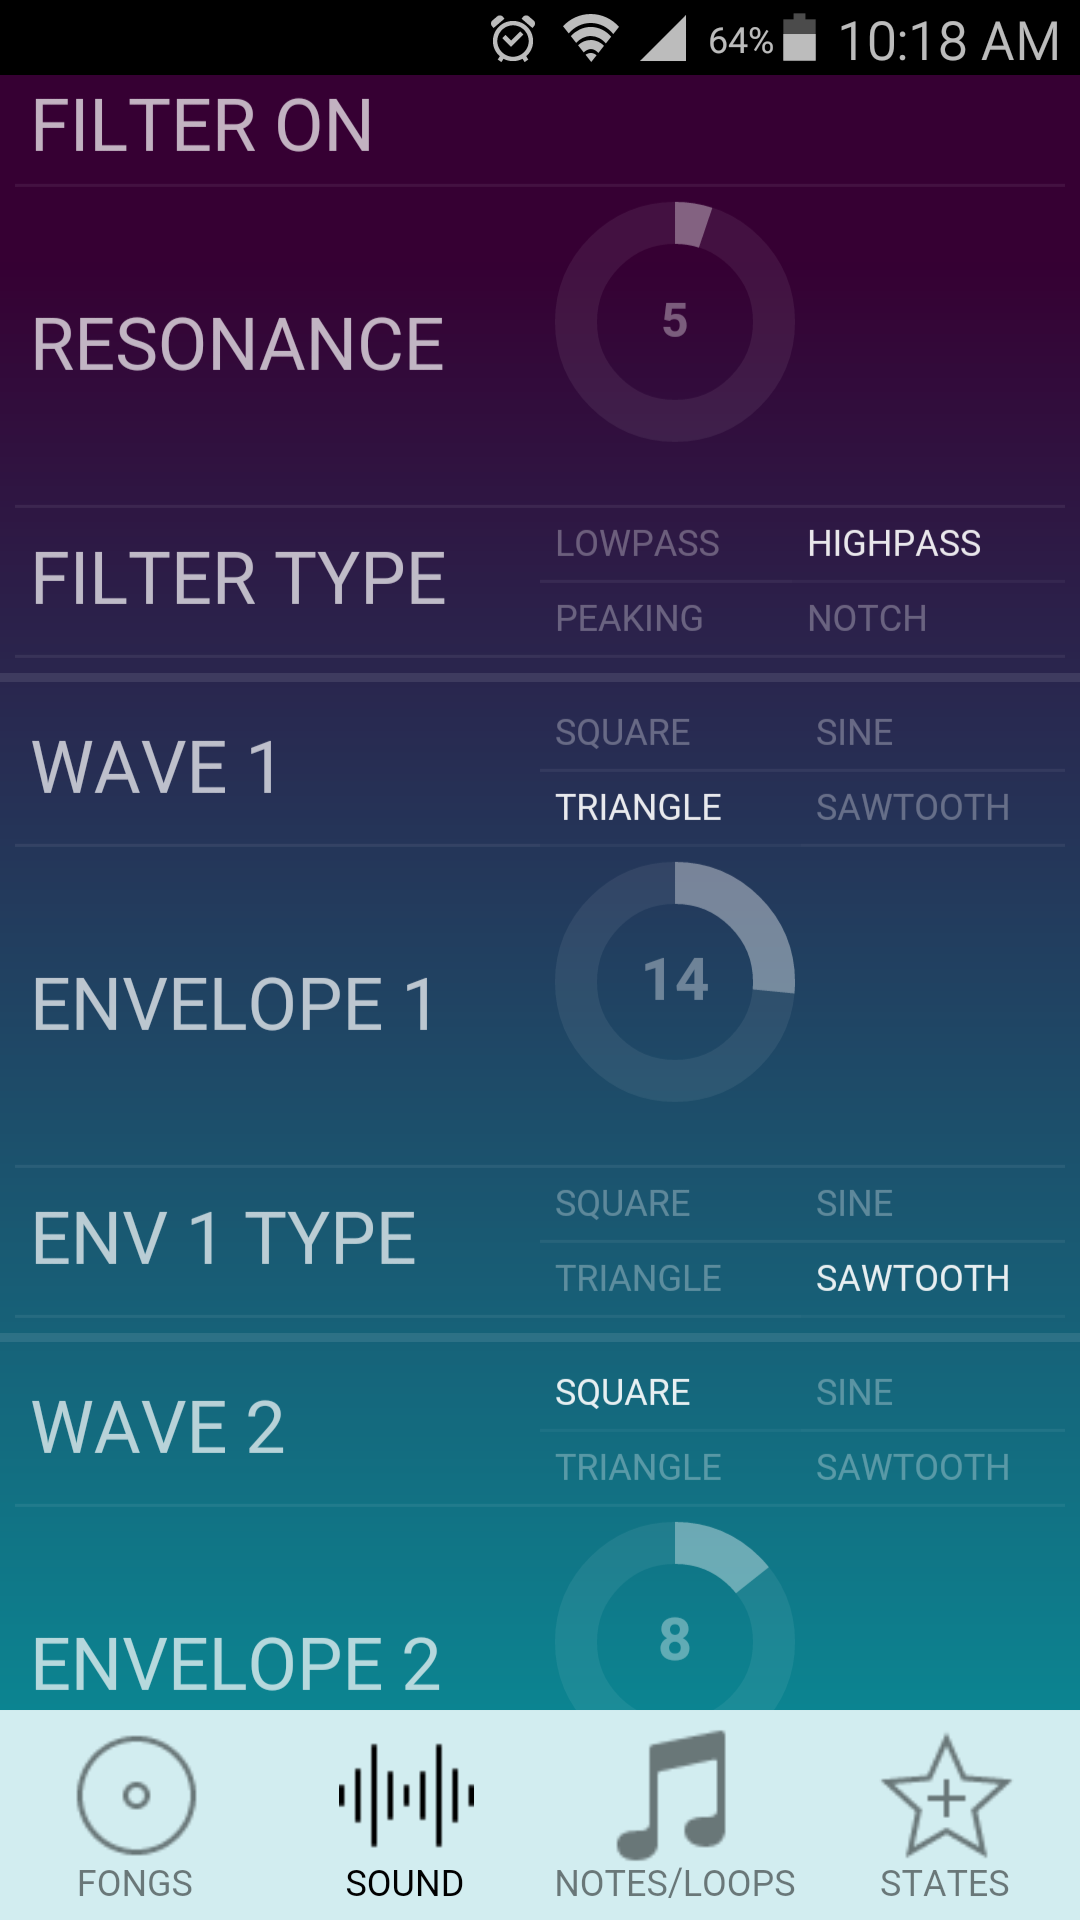 64% 10:18 AM
FILTER ON
5
RESONANCE
LOWPASS HIGHPASS
FILTER TYPE
PEAKING NOTCH
SQUARE SINE
WAVE 1
TRIANGLE SAWTOOTH
14
ENVELOPE 1
SQUARE SINE
ENV 1 TYPE
TRIANGLE SAWTOOTH
SQUARE SINE
WAVE 2
TRIANGLE SAWTOOTH
8
ENVELOPE 2
FONGS SOUND NOTES/LOOPS STATES